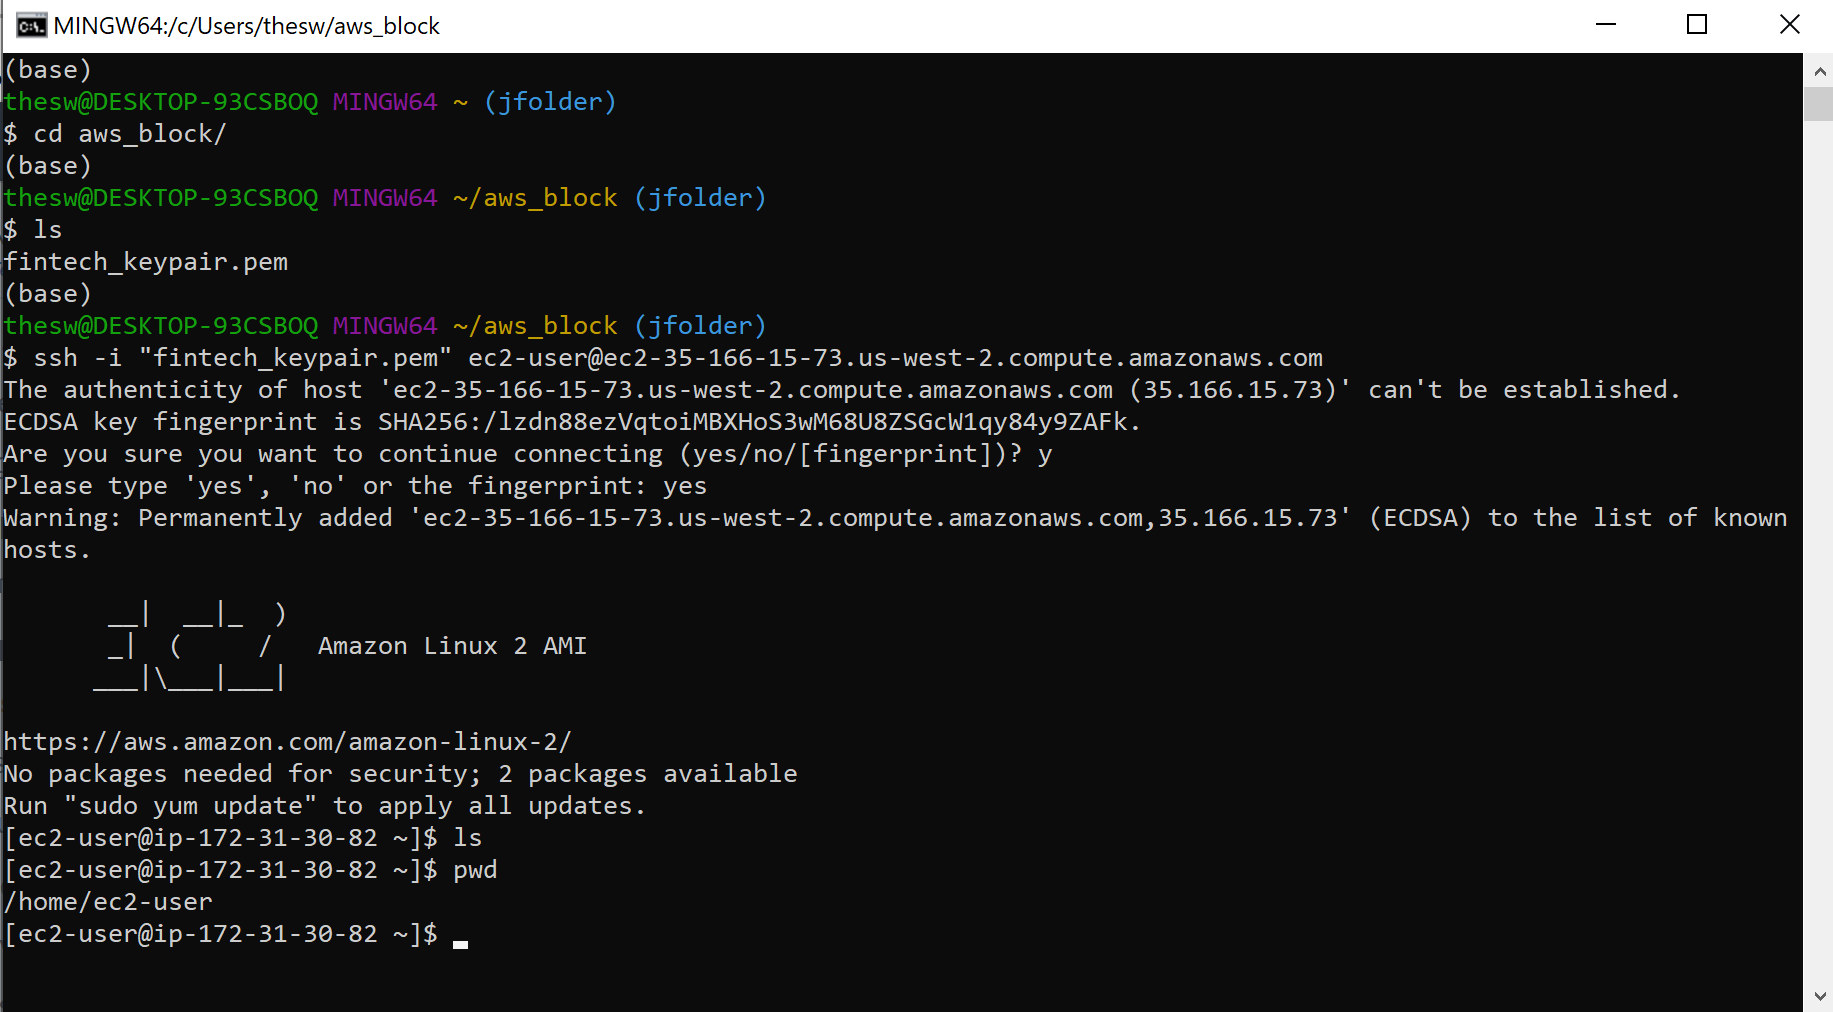 MINGW64:/c/Users/thesw/aws_block
(base)
thesw@DESKTOP-93CSBOQ MINGW64 ~ (jfolder)
$ cd aws_block/
(base)
thesw@DESKTOP-93CSBOQ MINGW64 ~/aws_block (jfolder)
$ ls
fintech_keypair.pem
(base)
thesw@DESKTOP-93CSBOQ MINGW64 ~/aws_block (jfolder)
$ ssh -i "fintech_keypair.pem" ec2-user@ec2-35-166-15-73.us-west-2.compute.amazonaws.com
The authenticity of host 'ec2-35-166-15-73.us-west-2.compute.amazonaws.com (35.166.15.73)' can't be established.
ECDSA key fingerprint is SHA256:/lzdn88ezVqtoiMBXHoS3wM68U8ZSGcW1qy84y9ZAFk.
Are you sure you want to continue connecting (yes/no/[fingerprint])? y
Please type 'yes', 'no' or the fingerprint: yes
Warning: Permanently added 'ec2-35-166-15-73.us-west-2.compute.amazonaws.com,35.166.15.73' (ECDSA) to the list of known
hosts.
       __|  __|_  )
       _|  (     /   Amazon Linux 2 AMI
      ___|\___|___|
https://aws.amazon.com/amazon-linux-2/
No packages needed for security; 2 packages available
Run "sudo yum update" to apply all updates.
[ec2-user@ip-172-31-30-82 ~]$ ls
[ec2-user@ip-172-31-30-82 ~]$ pwd
/home/ec2-user
[ec2-user@ip-172-31-30-82 ~]$